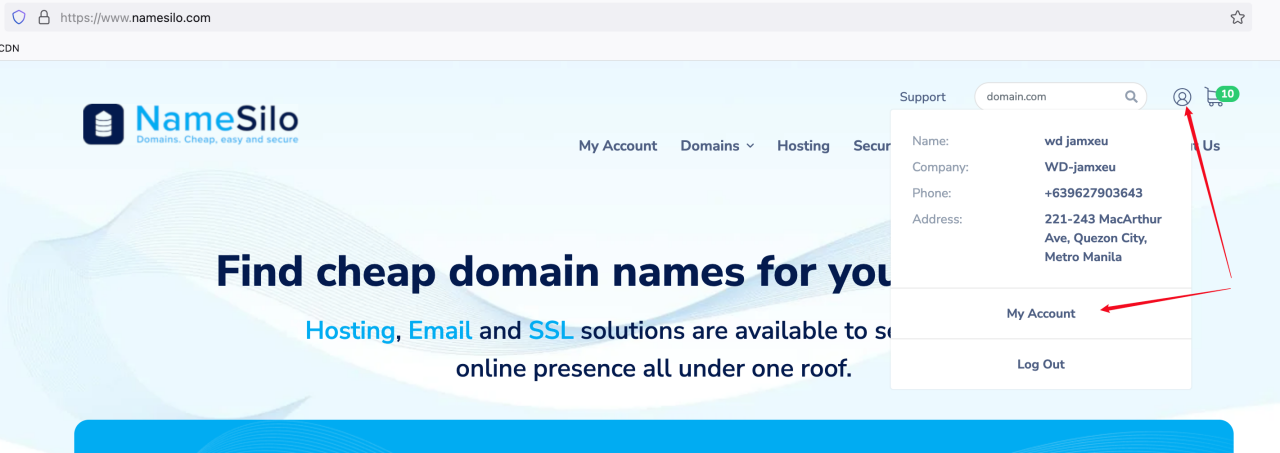 https://www.namesilo.com
CDN
Support
domain.com
10
NameSilo
Domains. Cheap, easy and secure
My Account Domains Hosting Secur t Us
Name: wd jamxeu
Company: WD-jamxeu
Phone: +639627903643
Address: 221-243 MacArthur
Ave, Quezon City,
Metro Manila
My Account
Log Out
Find cheap domain names for you
Hosting, Email and SSL solutions are available to se
online presence all under one roof.